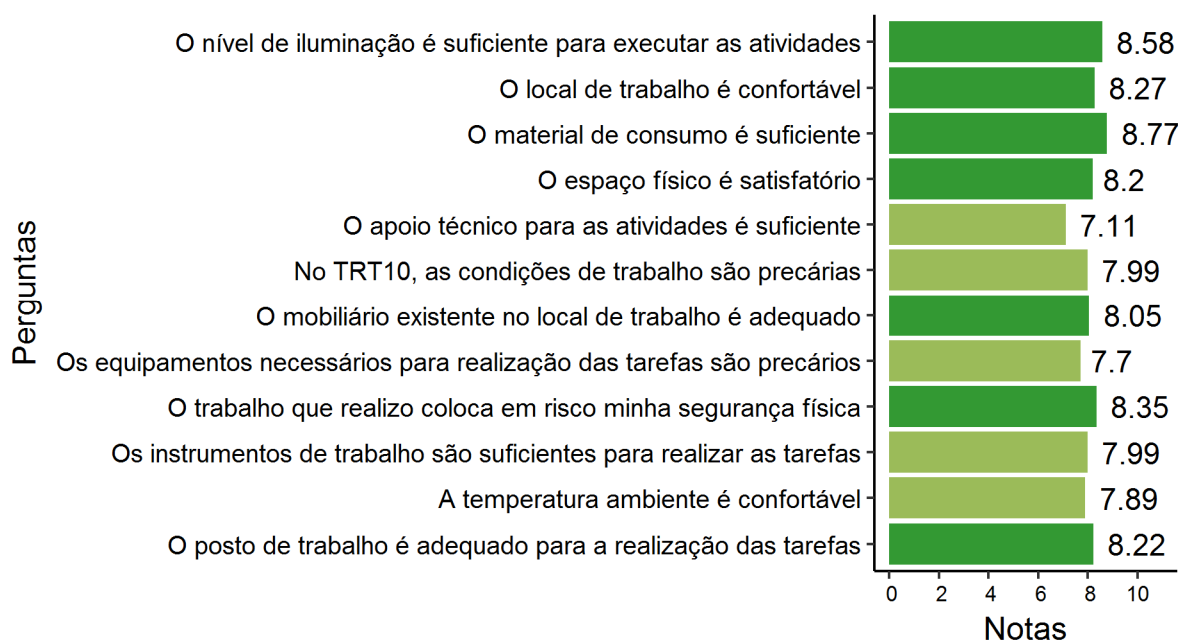 O nível de iluminação é suficiente para executar as atividades 8.58
O local de trabalho é confortável 8.27
O material de consumo é suficiente 8.77
O espaço físico é satisfatório 8.2
O apoio técnico para as atividades é suficiente 7.11
No TRT10, as condições de trabalho são precárias 7.99
O mobiliário existente no local de trabalho é adequado 8.05
Os equipamentos necessários para realização das tarefas são precários 7.7
O trabalho que realizo coloca em risco minha segurança física 8.35
Os instrumentos de trabalho são suficientes para realizar as tarefas 7.99
A temperatura ambiente é confortável 7.89
O posto de trabalho é adequado para a realização das tarefas 8.22
Perguntas
0 2 4 6 8 10
Notas